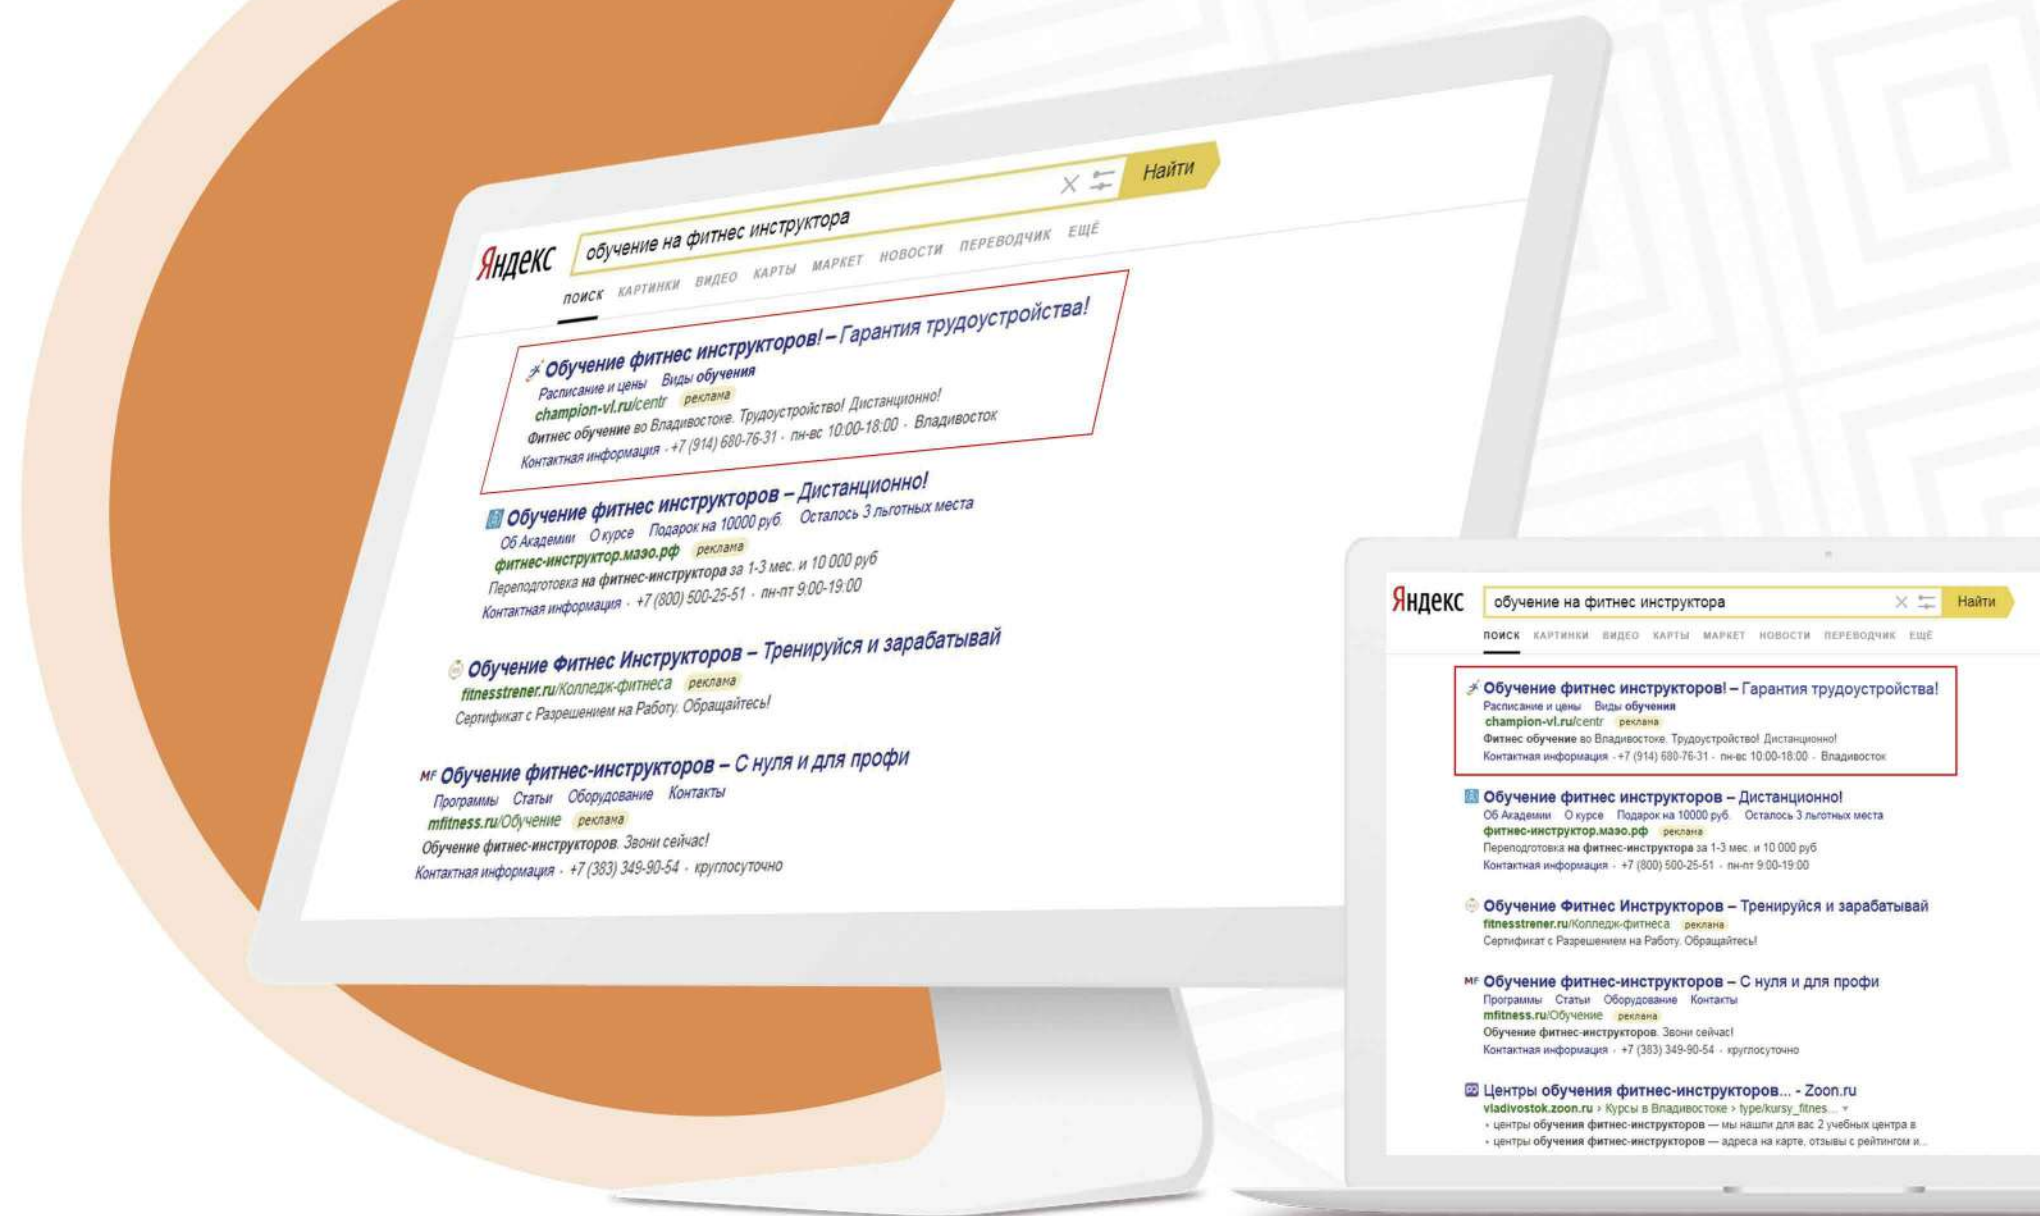 Яндекс
обучение на фитнес инструктора
Найти
ПОИСК КАРТИНКИ ВИДЕО КАРТЫ МАРКЕТ НОВОСТИ ПЕРЕВОДЧИК ЕЩЁ
Обучение фитнес инструкторов! – Гарантия трудоустройства!
Расписание и цены Виды обучения
champion-vl.ru/centr реклама
Фитнес обучение во Владивостоке. Трудоустройство! Дистанционно!
Контактная информация · +7 (914) 680-76-31 · пн-вс 10:00-18:00 · Владивосток
Обучение фитнес инструкторов – Дистанционно!
Об Академии О курсе Подарок на 10000 руб. Осталось 3 льготных места
фитнес-инструктор.маэо.рф реклама
Переподготовка на фитнес-инструктора за 1-3 мес. и 10 000 руб
Контактная информация · +7 (800) 500-25-51 · пн-пт 9:00-19:00
Обучение Фитнес Инструкторов – Тренируйся и зарабатывай
fitnesstrener.ru/Колледж-фитнеса реклама
Сертификат с Разрешением на Работу. Обращайтесь!
MF Обучение фитнес-инструкторов – С нуля и для профи
Программы Статьи Оборудование Контакты
mfitness.ru/Обучение реклама
Обучение фитнес-инструкторов. Звони сейчас!
Контактная информация · +7 (383) 349-90-54 · круглосуточно
Яндекс
обучение на фитнес инструктора
Найти
ПОИСК КАРТИНКИ ВИДЕО КАРТЫ МАРКЕТ НОВОСТИ ПЕРЕВОДЧИК ЕЩЁ
Обучение фитнес инструкторов! – Гарантия трудоустройства!
Расписание и цены Виды обучения
champion-vl.ru/centr реклама
Фитнес обучение во Владивостоке. Трудоустройство! Дистанционно!
Контактная информация · +7 (914) 680-76-31 · пн-вс 10:00-18:00 · Владивосток
Обучение фитнес инструкторов – Дистанционно!
Об Академии О курсе Подарок на 10000 руб. Осталось 3 льготных места
фитнес-инструктор.маэо.рф реклама
Переподготовка на фитнес-инструктора за 1-3 мес. и 10 000 руб
Контактная информация · +7 (800) 500-25-51 · пн-пт 9:00-19:00
Обучение Фитнес Инструкторов – Тренируйся и зарабатывай
fitnesstrener.ru/Колледж-фитнеса реклама
Сертификат с Разрешением на Работу. Обращайтесь!
MF Обучение фитнес-инструкторов – С нуля и для профи
Программы Статьи Оборудование Контакты
mfitness.ru/Обучение реклама
Обучение фитнес-инструкторов. Звони сейчас!
Контактная информация · +7 (383) 349-90-54 · круглосуточно
Центры обучения фитнес-инструкторов... - Zoon.ru
vladivostok.zoon.ru › Курсы в Владивостоке › type/kursy_fitnes...
• центры обучения фитнес-инструкторов — мы нашли для вас 2 учебных центра в
• центры обучения фитнес-инструкторов — адреса на карте, отзывы с рейтингом и...